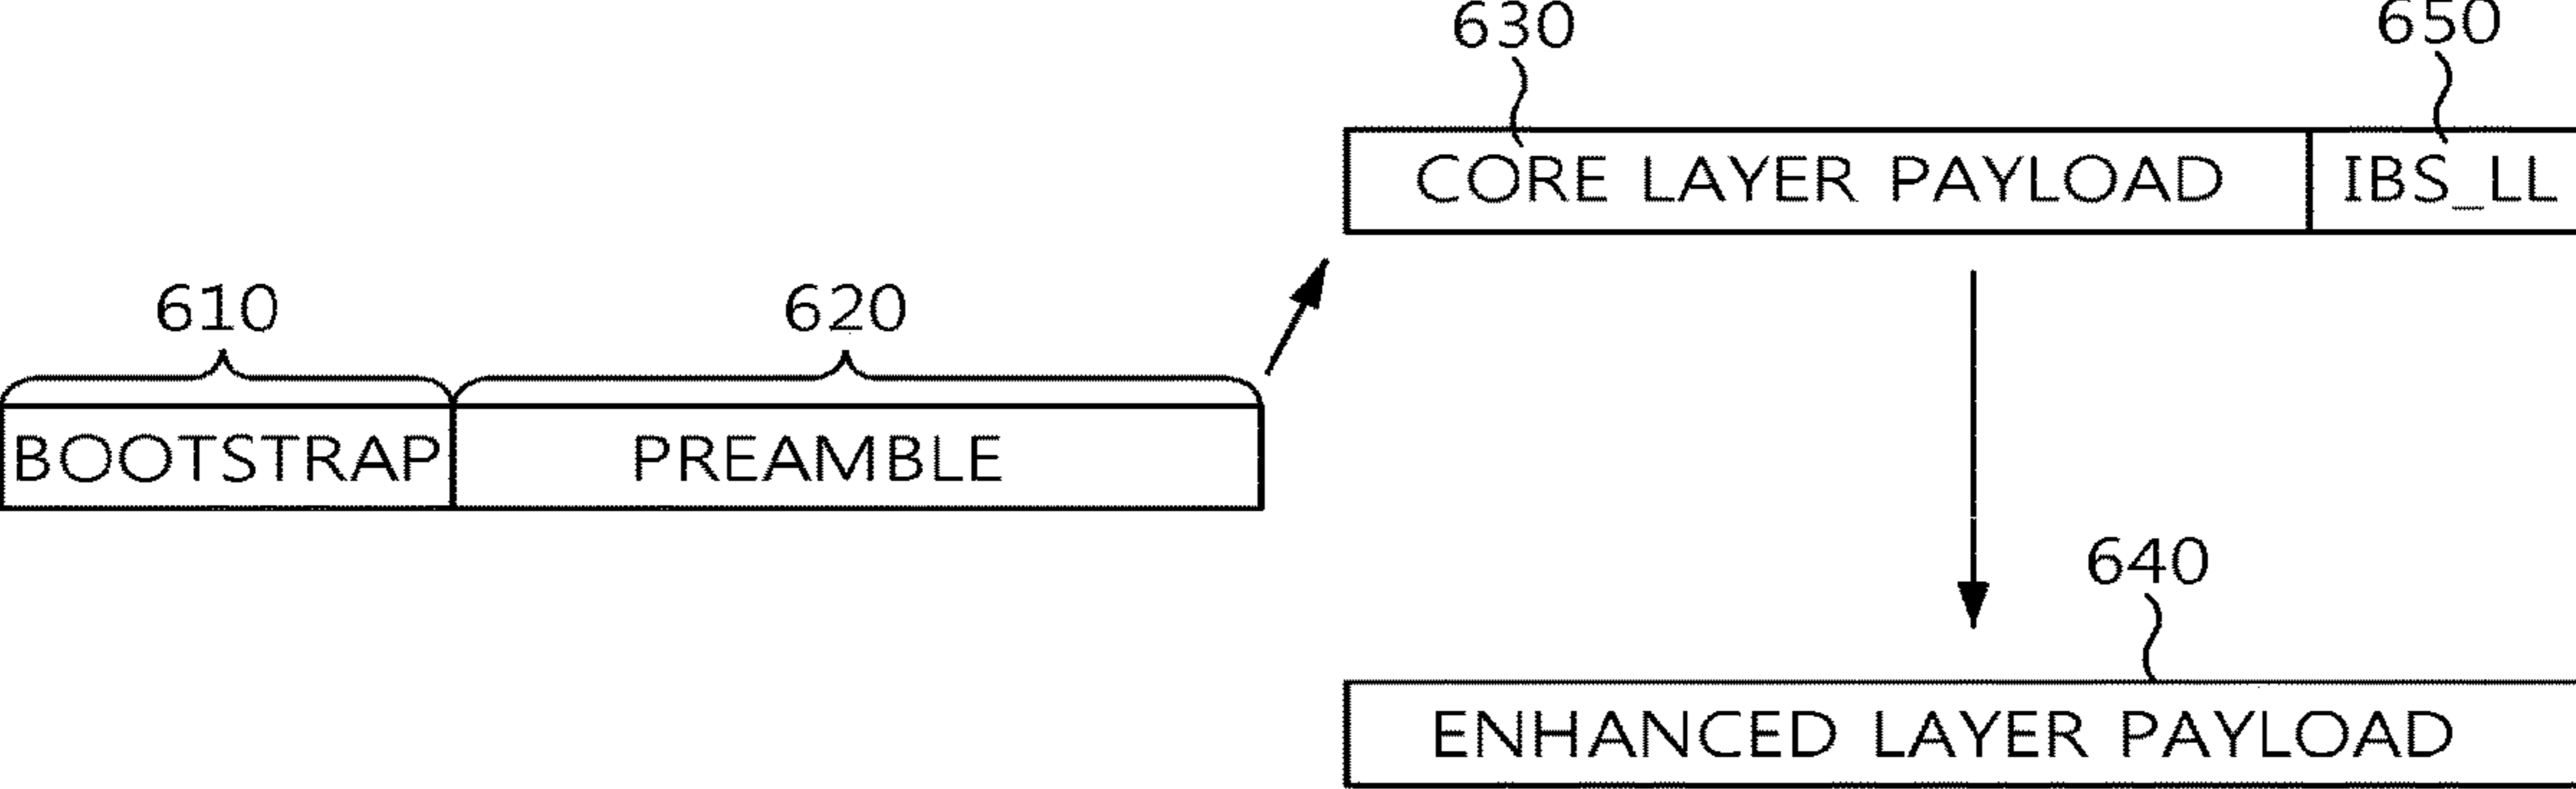 630 650
CORE LAYER PAYLOAD IBS_LL
610 620
BOOTSTRAP PREAMBLE
640
ENHANCED LAYER PAYLOAD